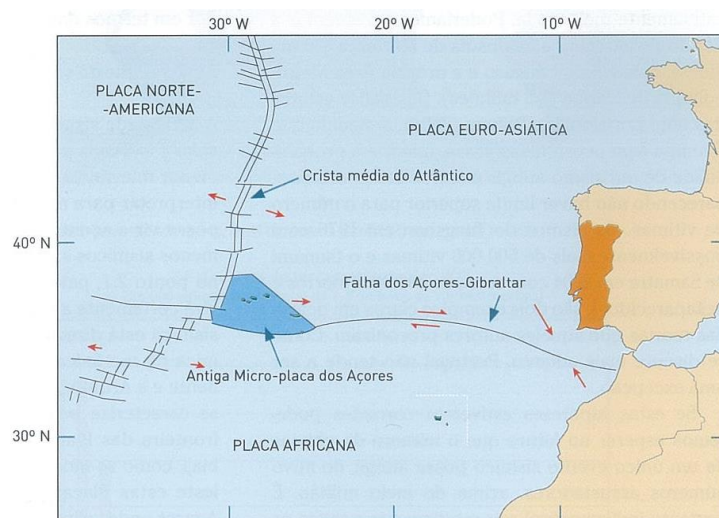 30º W
20º W
10º W
PLACA NORTE-
-AMERICANA
PLACA EURO-ASIÁTICA
Crista média do Atlântico
40º N
Falha dos Açores-Gibraltar
Antiga Micro-placa dos Açores
30º N
PLACA AFRICANA